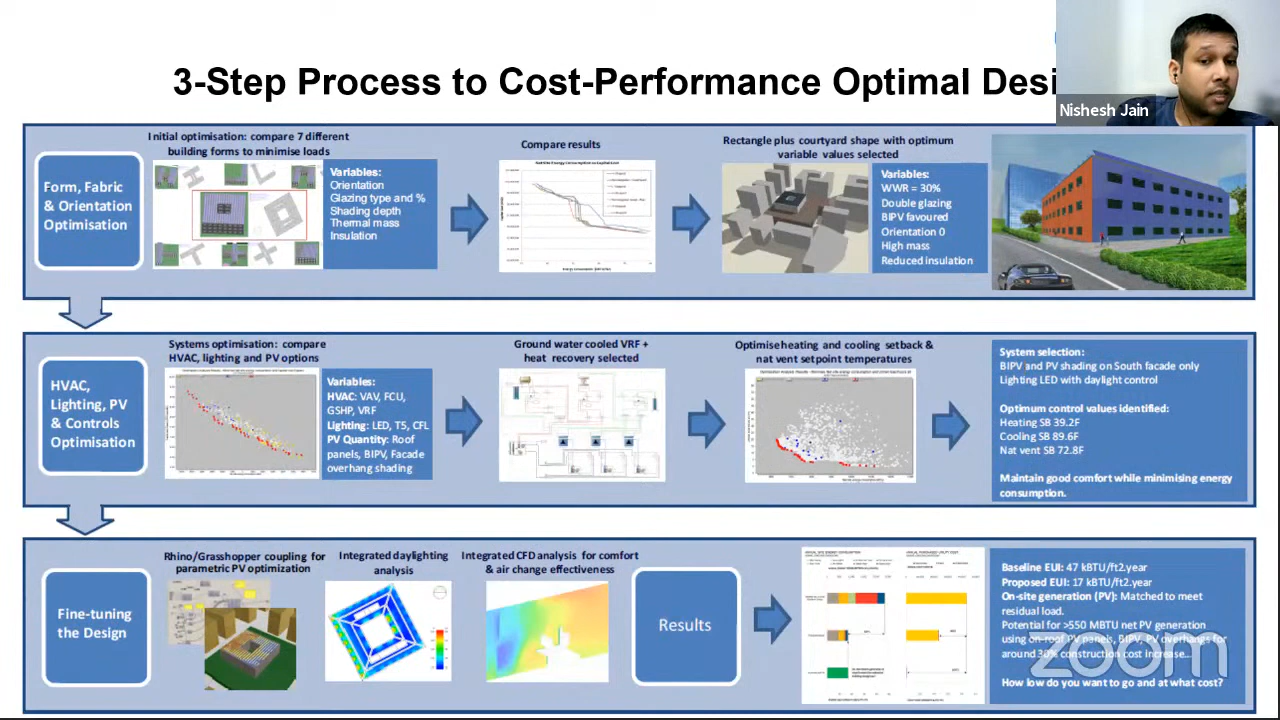 3-Step Process to Cost-Performance Optimal Desi
Nishesh Jain
Form, Fabric
& Orientation
Optimisation
Initial optimisation: compare 7 different
building forms to minimise loads
Variables:
Orientation
Glazing type and %
Shading depth
Thermal mass
Insulation
Compare results
Rectangle plus courtyard shape with optimum
variable values selected
Variables:
WWR = 30%
Double glazing
BIPV favoured
Orientation 0
High mass
Reduced insulation
HVAC,
Lighting, PV
& Controls
Optimisation
Systems optimisation: compare
HVAC, lighting and PV options
Variables:
HVAC: VAV, FCU,
GSHP, VRF
Lighting: LED, T5, CFL
PV Quantity: Roof
panels, BIPV, Facade
overhang shading
Ground water cooled VRF +
heat recovery selected
Optimise heating and cooling setback &
nat vent setpoint temperatures
System selection:
BIPV and PV shading on South facade only
Lighting LED with daylight control
Optimum control values identified:
Heating SB 39.2F
Cooling SB 89.6F
Nat vent SB 72.8F
Maintain good comfort while minimising energy
consumption.
Fine-tuning
the Design
Rhino/Grasshopper coupling for
parametric PV optimization
Integrated daylighting
analysis
Integrated CFD analysis for comfort
& air change effectiveness
Results
Baseline EUI: 47 kBTU/ft2.year
Proposed EUI: 17 kBTU/ft2.year
On-site generation (PV): Matched to meet
residual load.
Potential for >550 MBTU net PV generation
using on-roof PV panels, BIPV, PV overhangs for
around 30% construction cost increase...
How low do you want to go and at what cost?
zoom